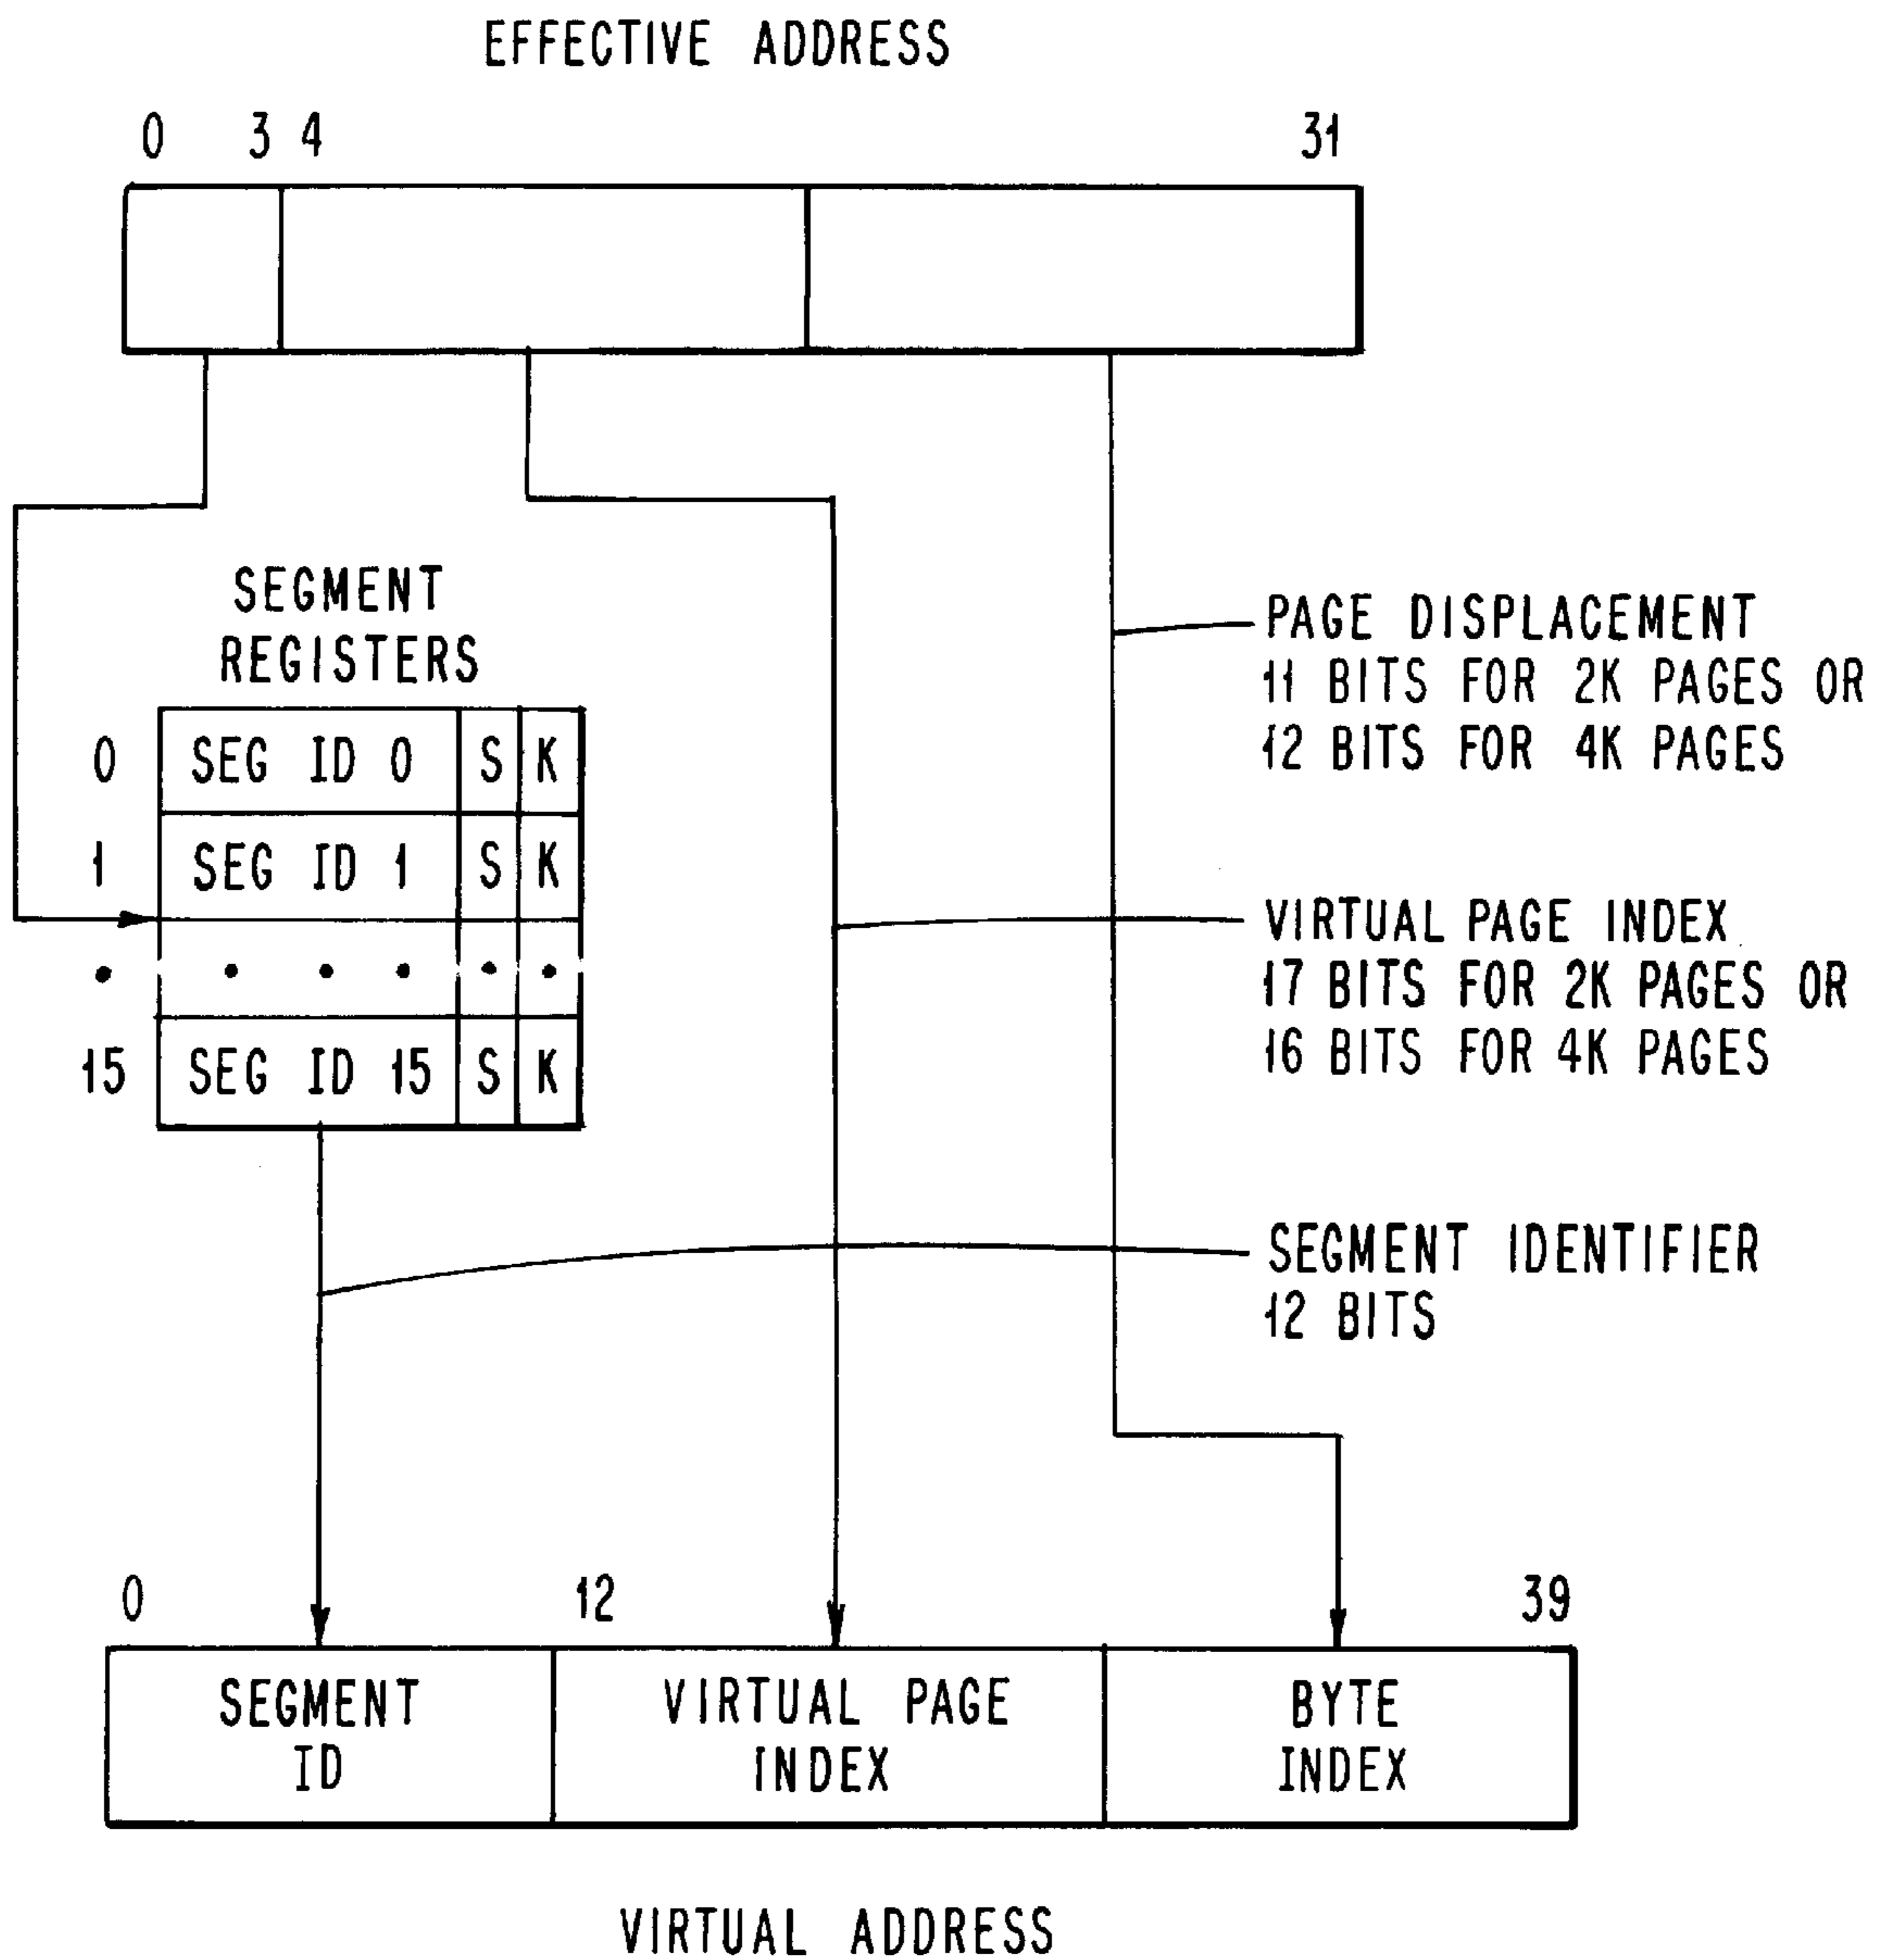 EFFECTIVE ADDRESS
0 3 4 31
SEGMENT
REGISTERS
0 SEG ID 0 S K
1 SEG ID 1 S K
• • • • • •
15 SEG ID 15 S K
PAGE DISPLACEMENT
11 BITS FOR 2K PAGES OR
12 BITS FOR 4K PAGES
VIRTUAL PAGE INDEX
17 BITS FOR 2K PAGES OR
16 BITS FOR 4K PAGES
SEGMENT IDENTIFIER
12 BITS
0 12 39
SEGMENT
ID
VIRTUAL PAGE
INDEX
BYTE
INDEX
VIRTUAL ADDRESS